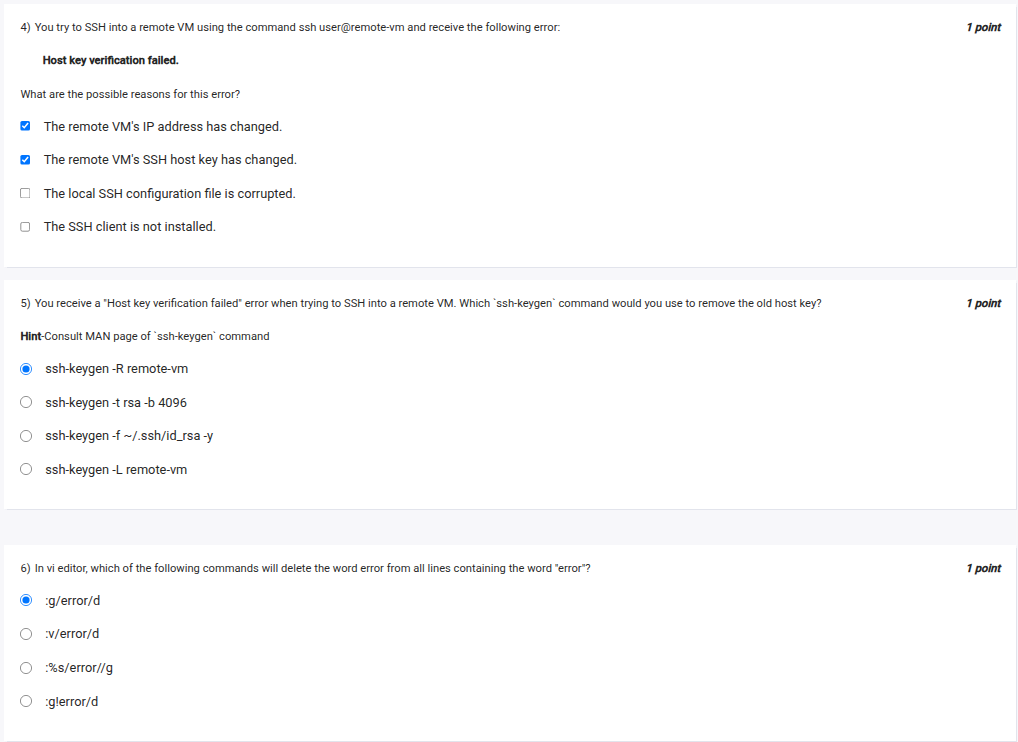 4) You try to SSH into a remote VM using the command ssh user@remote-vm and receive the following error:
1 point
Host key verification failed.
What are the possible reasons for this error?
The remote VM's IP address has changed.
The remote VM's SSH host key has changed.
The local SSH configuration file is corrupted.
The SSH client is not installed.
5) You receive a "Host key verification failed" error when trying to SSH into a remote VM. Which `ssh-keygen` command would you use to remove the old host key?
1 point
Hint-Consult MAN page of `ssh-keygen` command
ssh-keygen -R remote-vm
ssh-keygen -t rsa -b 4096
ssh-keygen -f ~/.ssh/id_rsa -y
ssh-keygen -L remote-vm
6) In vi editor, which of the following commands will delete the word error from all lines containing the word "error"?
1 point
:g/error/d
:v/error/d
:%s/error//g
:g!error/d